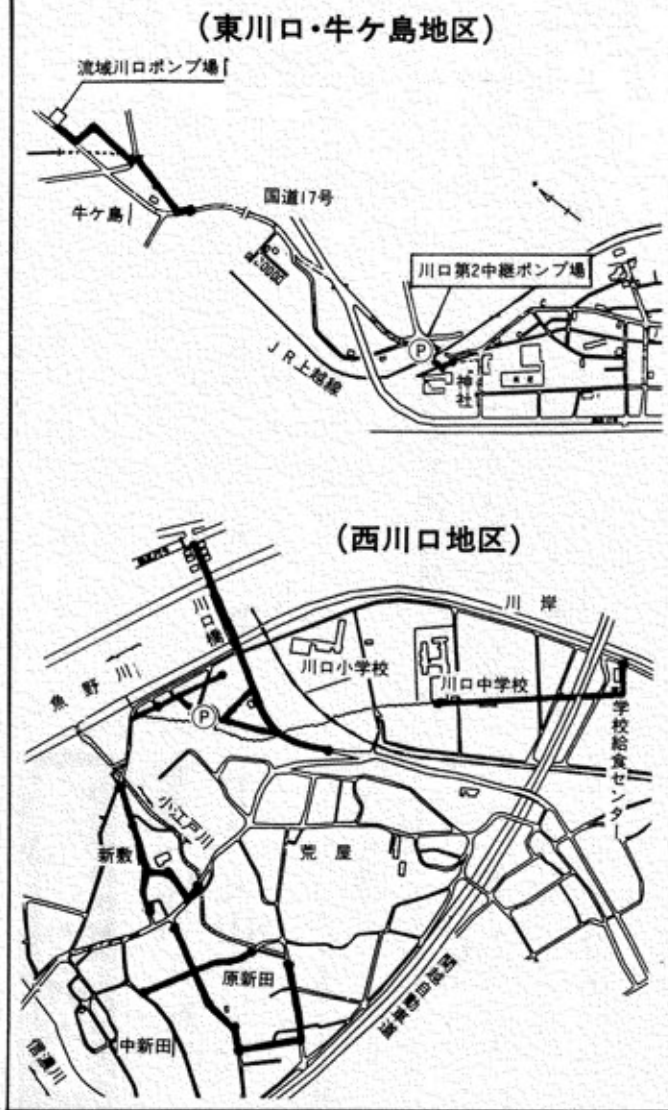 (東川口・牛ケ島地区)
流域川口ポンプ場
国道17号
牛ケ島
川口第2中継ポンプ場
P
JR上越線
神社
(西川口地区)
川口橋
川岸
川口小学校
川口中学校
魚野川
P
学校給食センター
小江戸川
新敷
荒屋
原新田
関越自動車道
中新田
信濃川